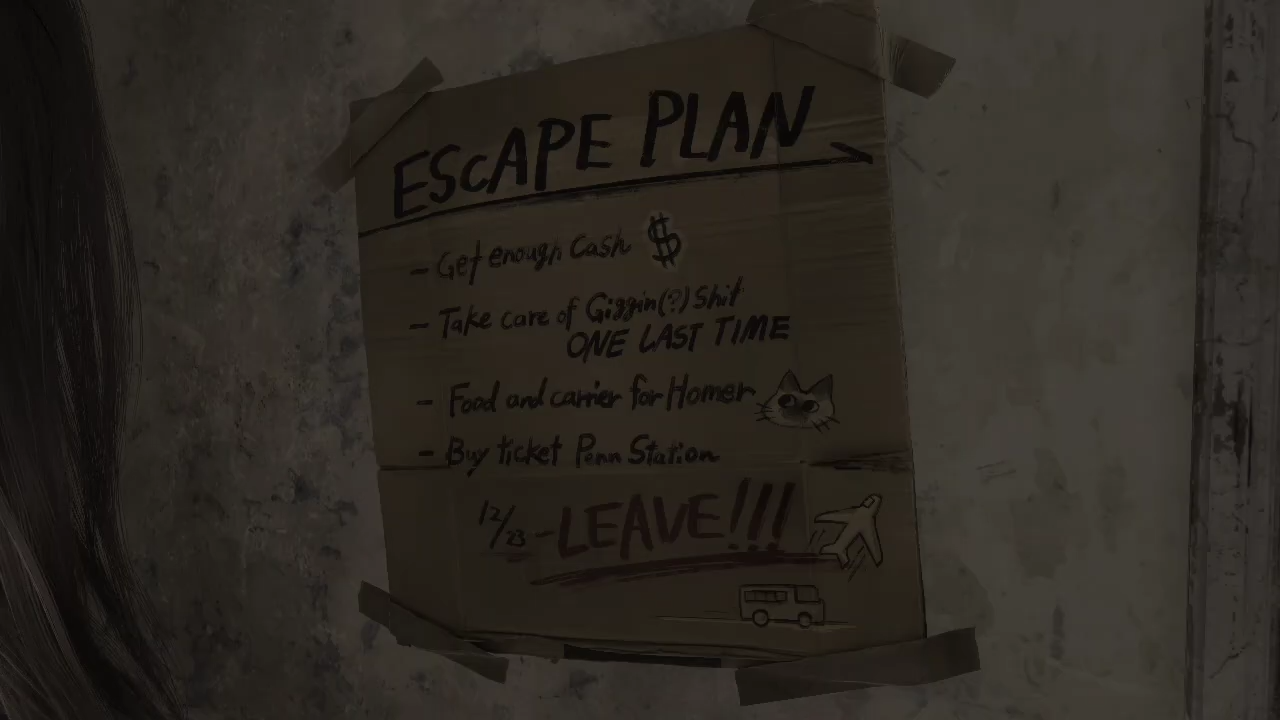 ESCAPE PLAN
- Get enough Cash $
- Take care of Giggin(?) Shit
ONE LAST TIME
- Food and carrier for Homer
- Buy ticket Penn Station
12/23 - LEAVE!!!